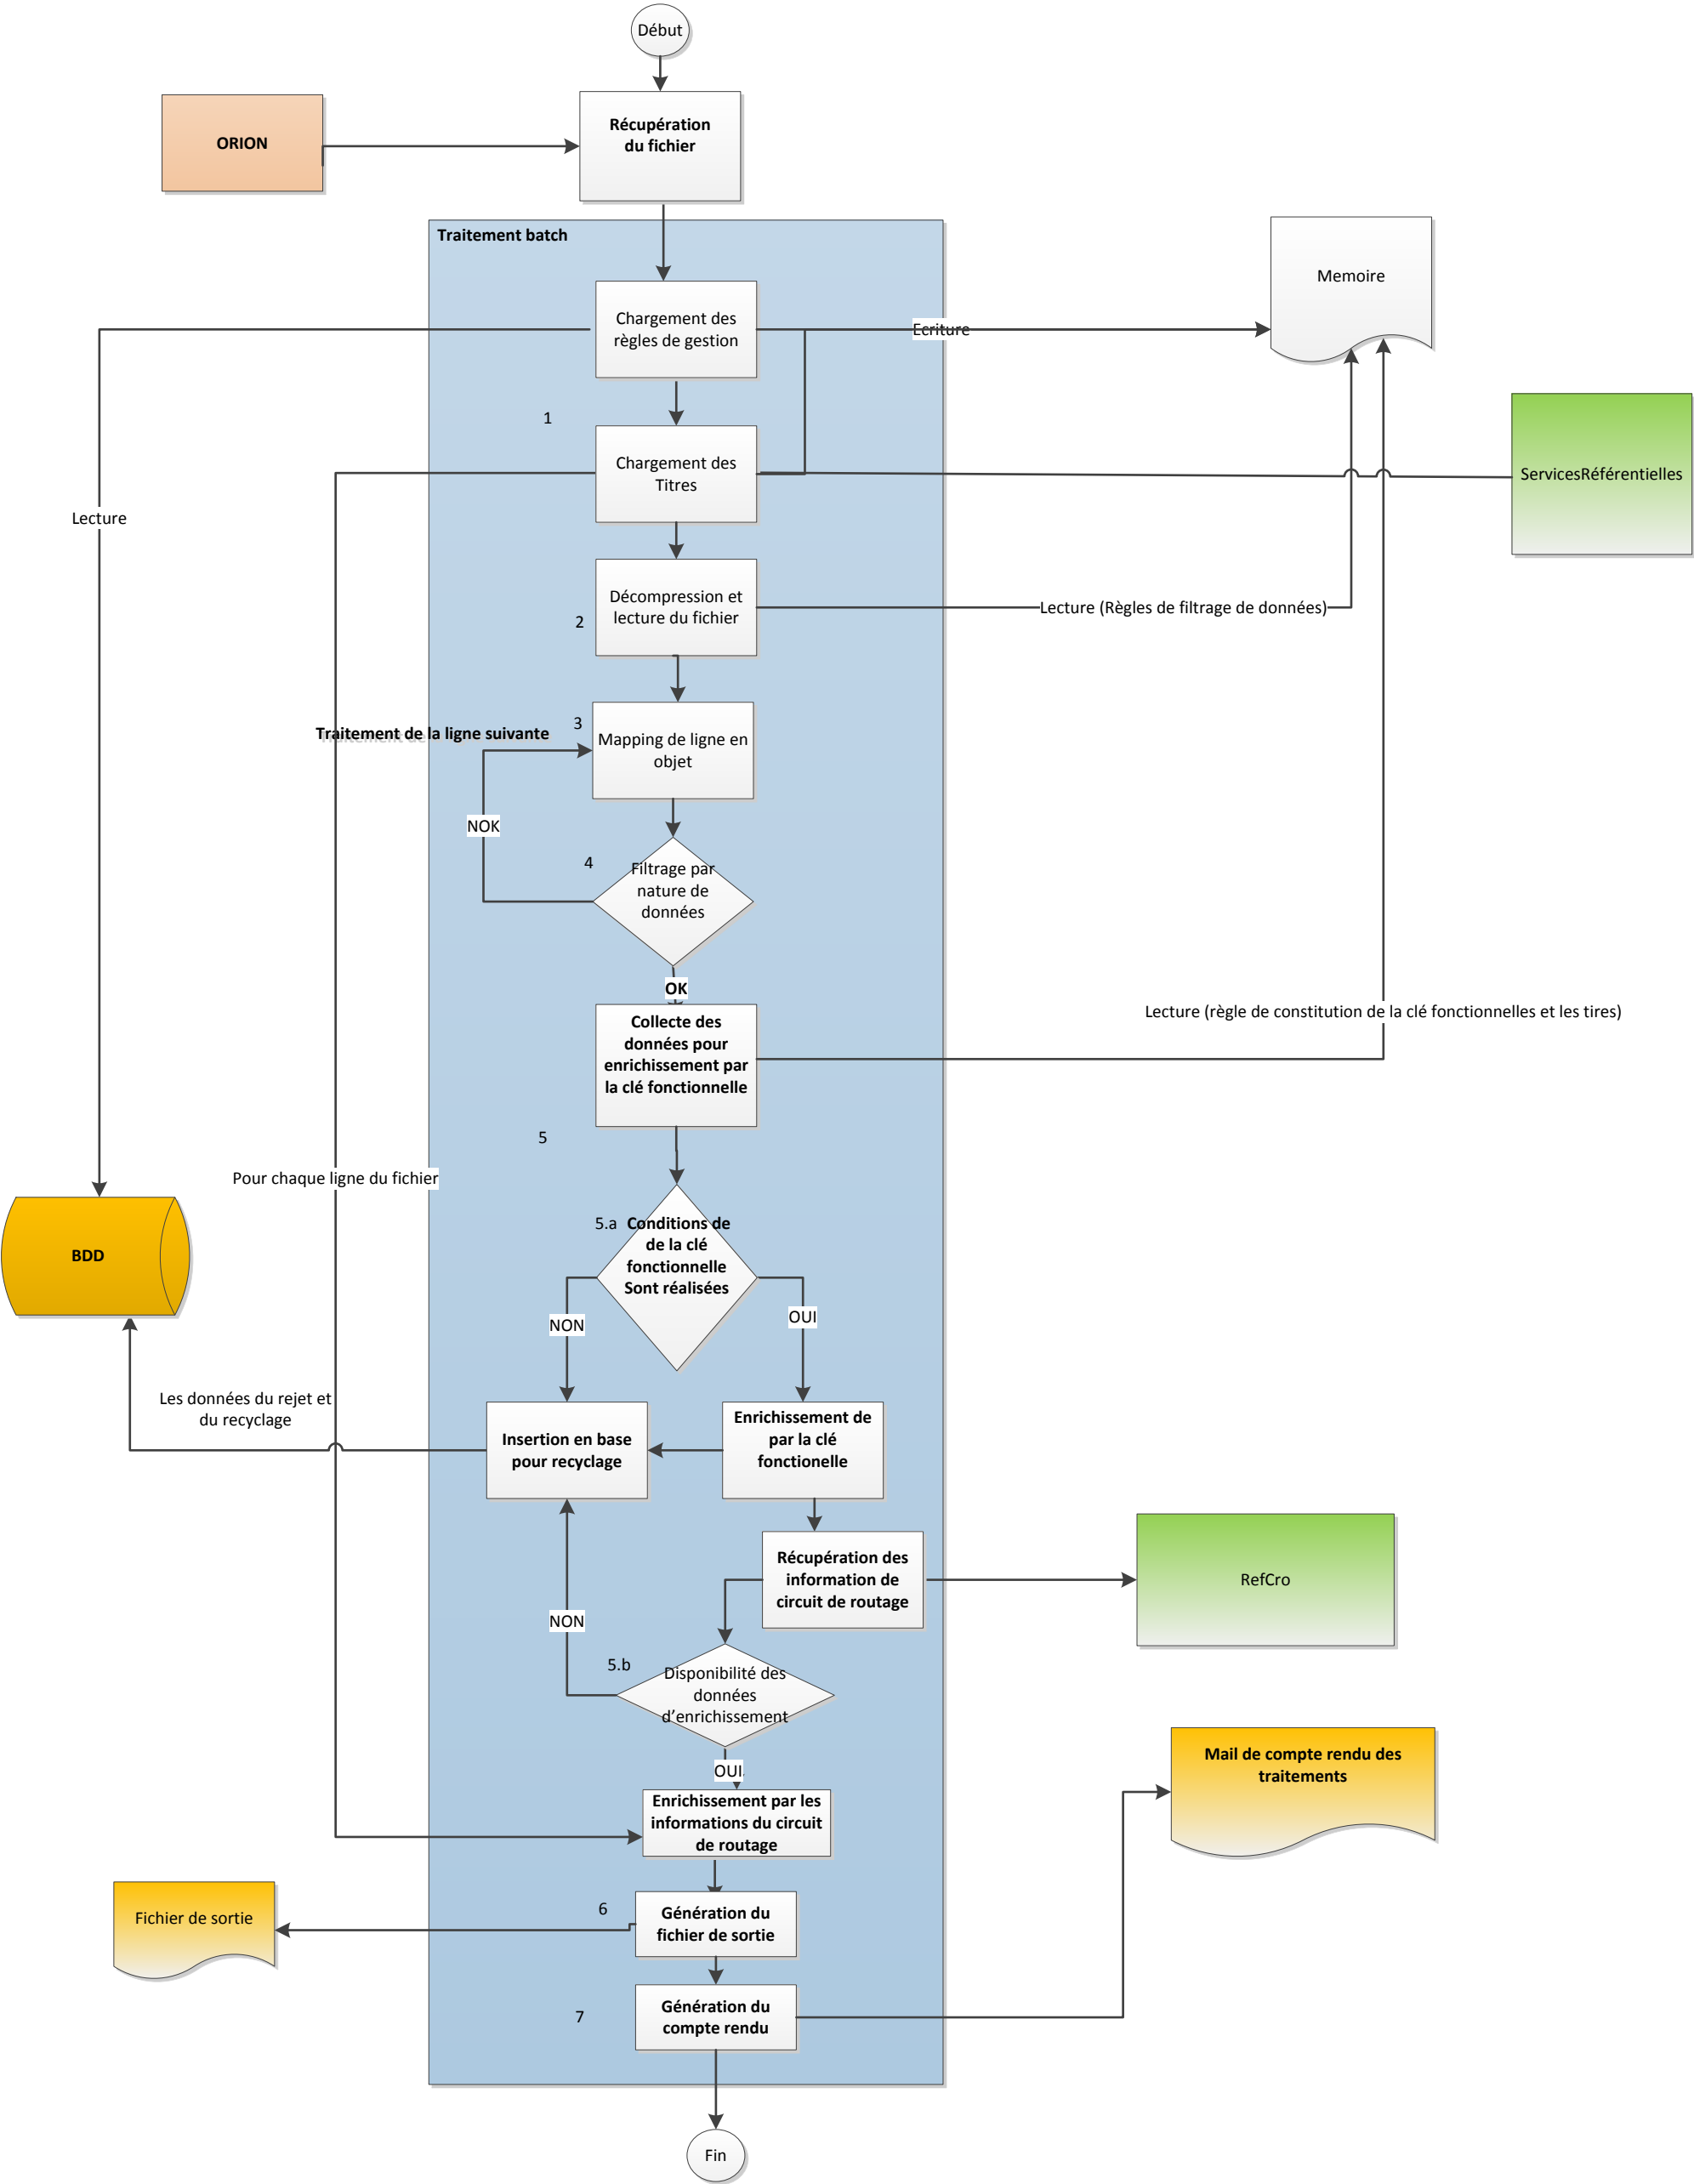 Début
ORION
Récupération
du fichier
Traitement batch
Memoire
Chargement des
règles de gestion
Ecriture
1
Chargement des
Titres
ServicesRéférentielles
Lecture
Décompression et
lecture du fichier
Lecture (Règles de filtrage de données)
2
3
Traitement de la ligne suivante
Mapping de ligne en
objet
NOK
4
Filtrage par
nature de
données
OK
Collecte des
données pour
enrichissement par
la clé fonctionnelle
Lecture (règle de constitution de la clé fonctionnelles et les tires)
5
Pour chaque ligne du fichier
BDD
5.a
Conditions de
de la clé
fonctionnelle
Sont réalisées
NON
OUI
Les données du rejet et
du recyclage
Insertion en base
pour recyclage
Enrichissement de
par la clé
fonctionelle
Récupération des
information de
circuit de routage
RefCro
NON
5.b
Disponibilité des
données
d’enrichissement
OUI
Mail de compte rendu des
traitements
Enrichissement par les
informations du circuit
de routage
Fichier de sortie
6
Génération du
fichier de sortie
7
Génération du
compte rendu
Fin